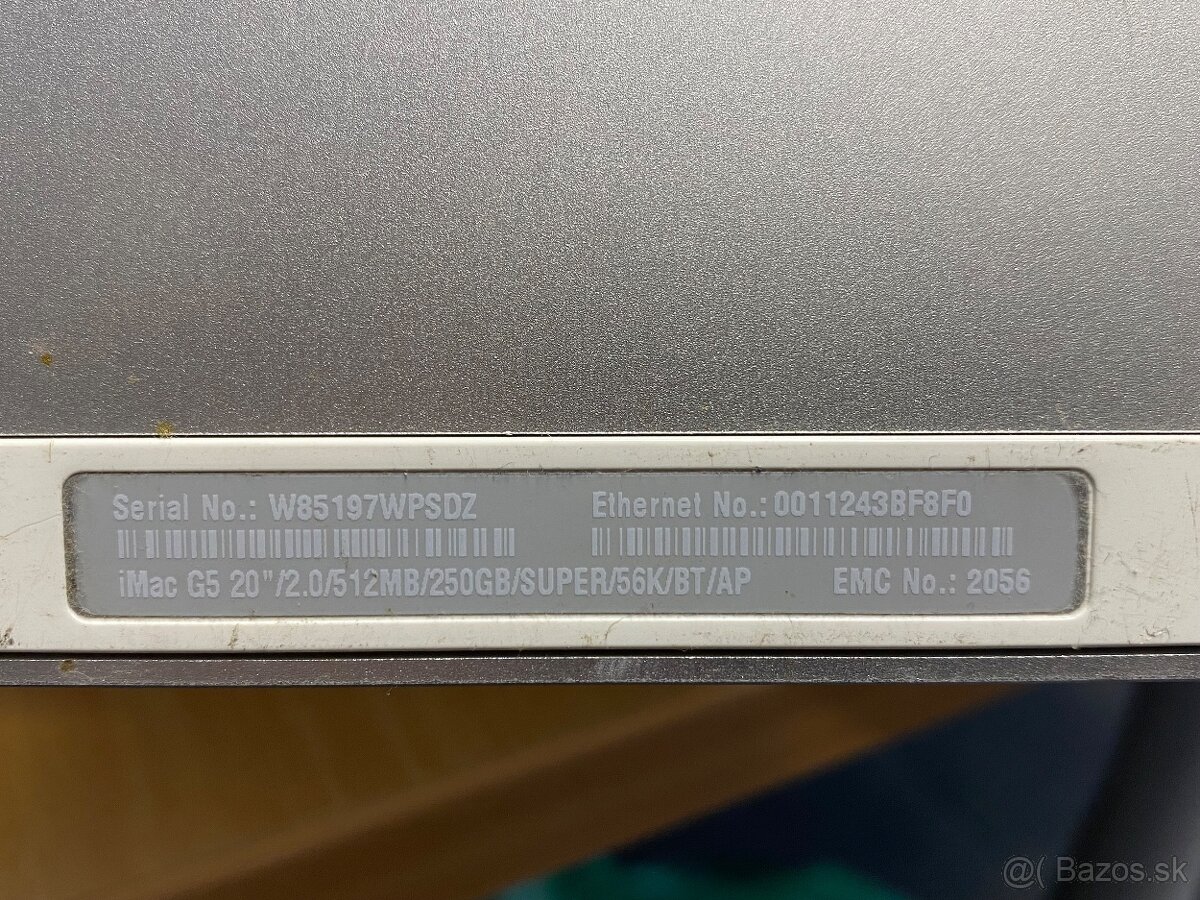 Serial No.: W85197WPSDZ
Ethernet No.: 0011243BF8F0
iMac G5 20"/2.0/512MB/250GB/SUPER/56K/BT/AP
EMC No.: 2056
@( Bazos.sk